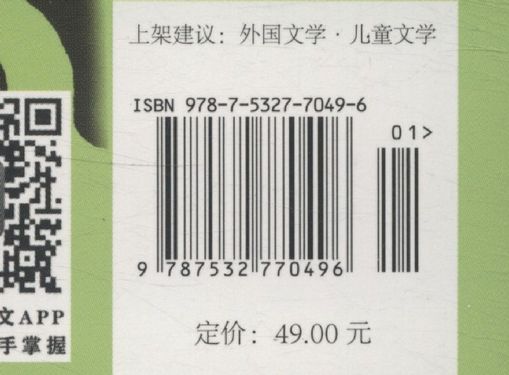 上架建议：外国文学·儿童文学
ISBN 978-7-5327-7049-6
01>
9 787532 770496
文APP
手掌握
定价：49.00 元